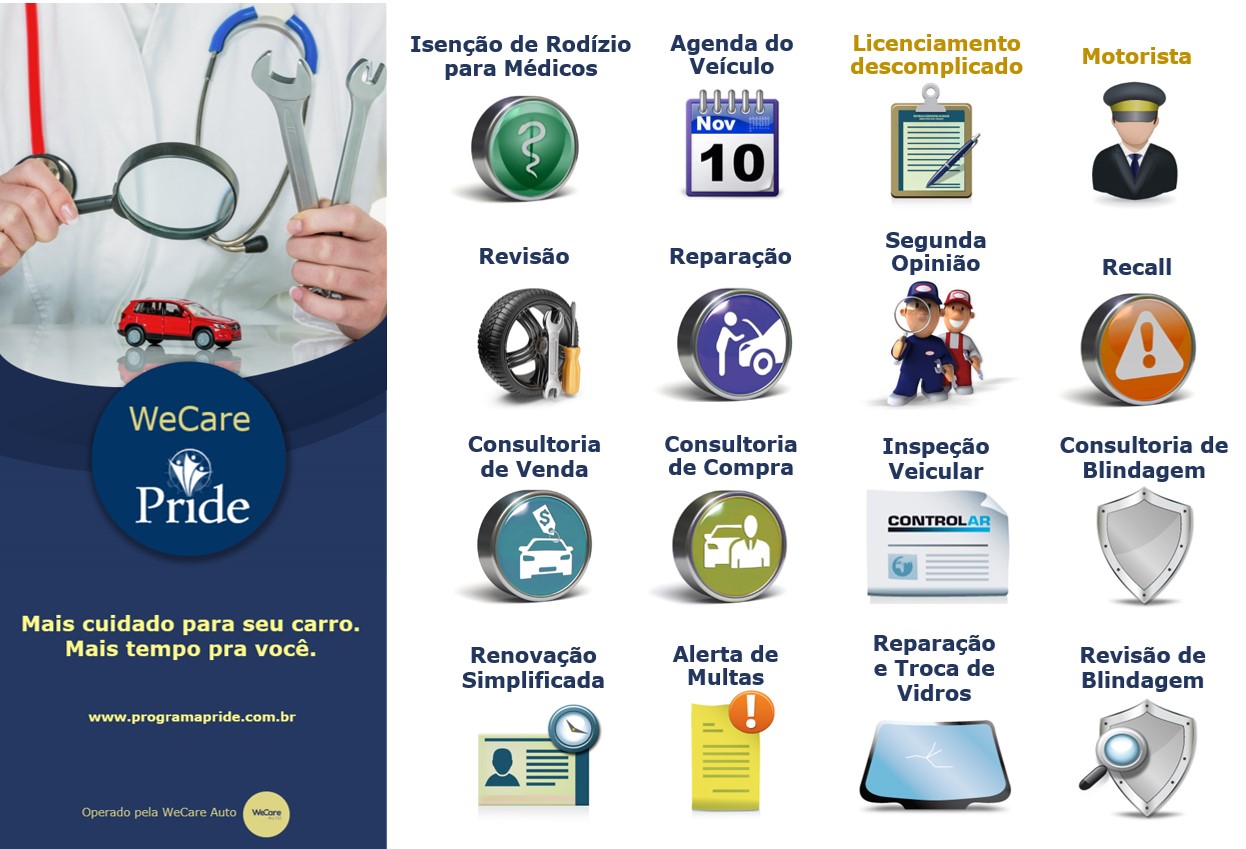 WeCare
Pride
Mais cuidado para seu carro.
Mais tempo pra você.
www.programapride.com.br
Operado pela WeCare Auto
WeCare
Isenção de Rodízio
para Médicos
Agenda do
Veículo
Nov
10
Licenciamento
descomplicado
Motorista
Revisão
Reparação
Segunda
Opinião
Recall
Consultoria
de Venda
$
Consultoria
de Compra
Inspeção
Veicular
CONTROLAR
Consultoria de
Blindagem
Renovação
Simplificada
Alerta de
Multas
!
Reparação
e Troca de
Vidros
Revisão de
Blindagem